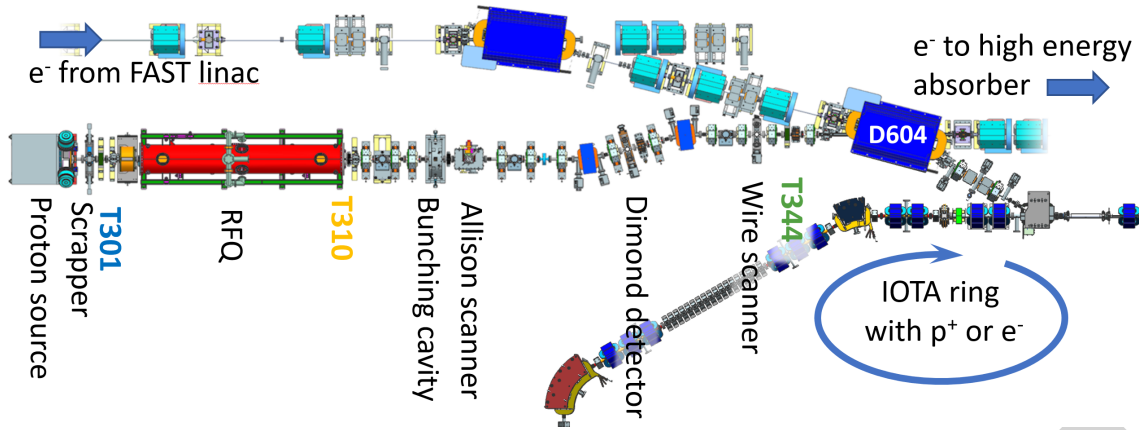 e- from FAST linac
e- to high energy
absorber
D604
Proton source
Scrapper
T301
RFQ
T310
Bunching cavity
Allison scanner
Dimond detector
Wire scanner
T344
IOTA ring
with p+ or e-